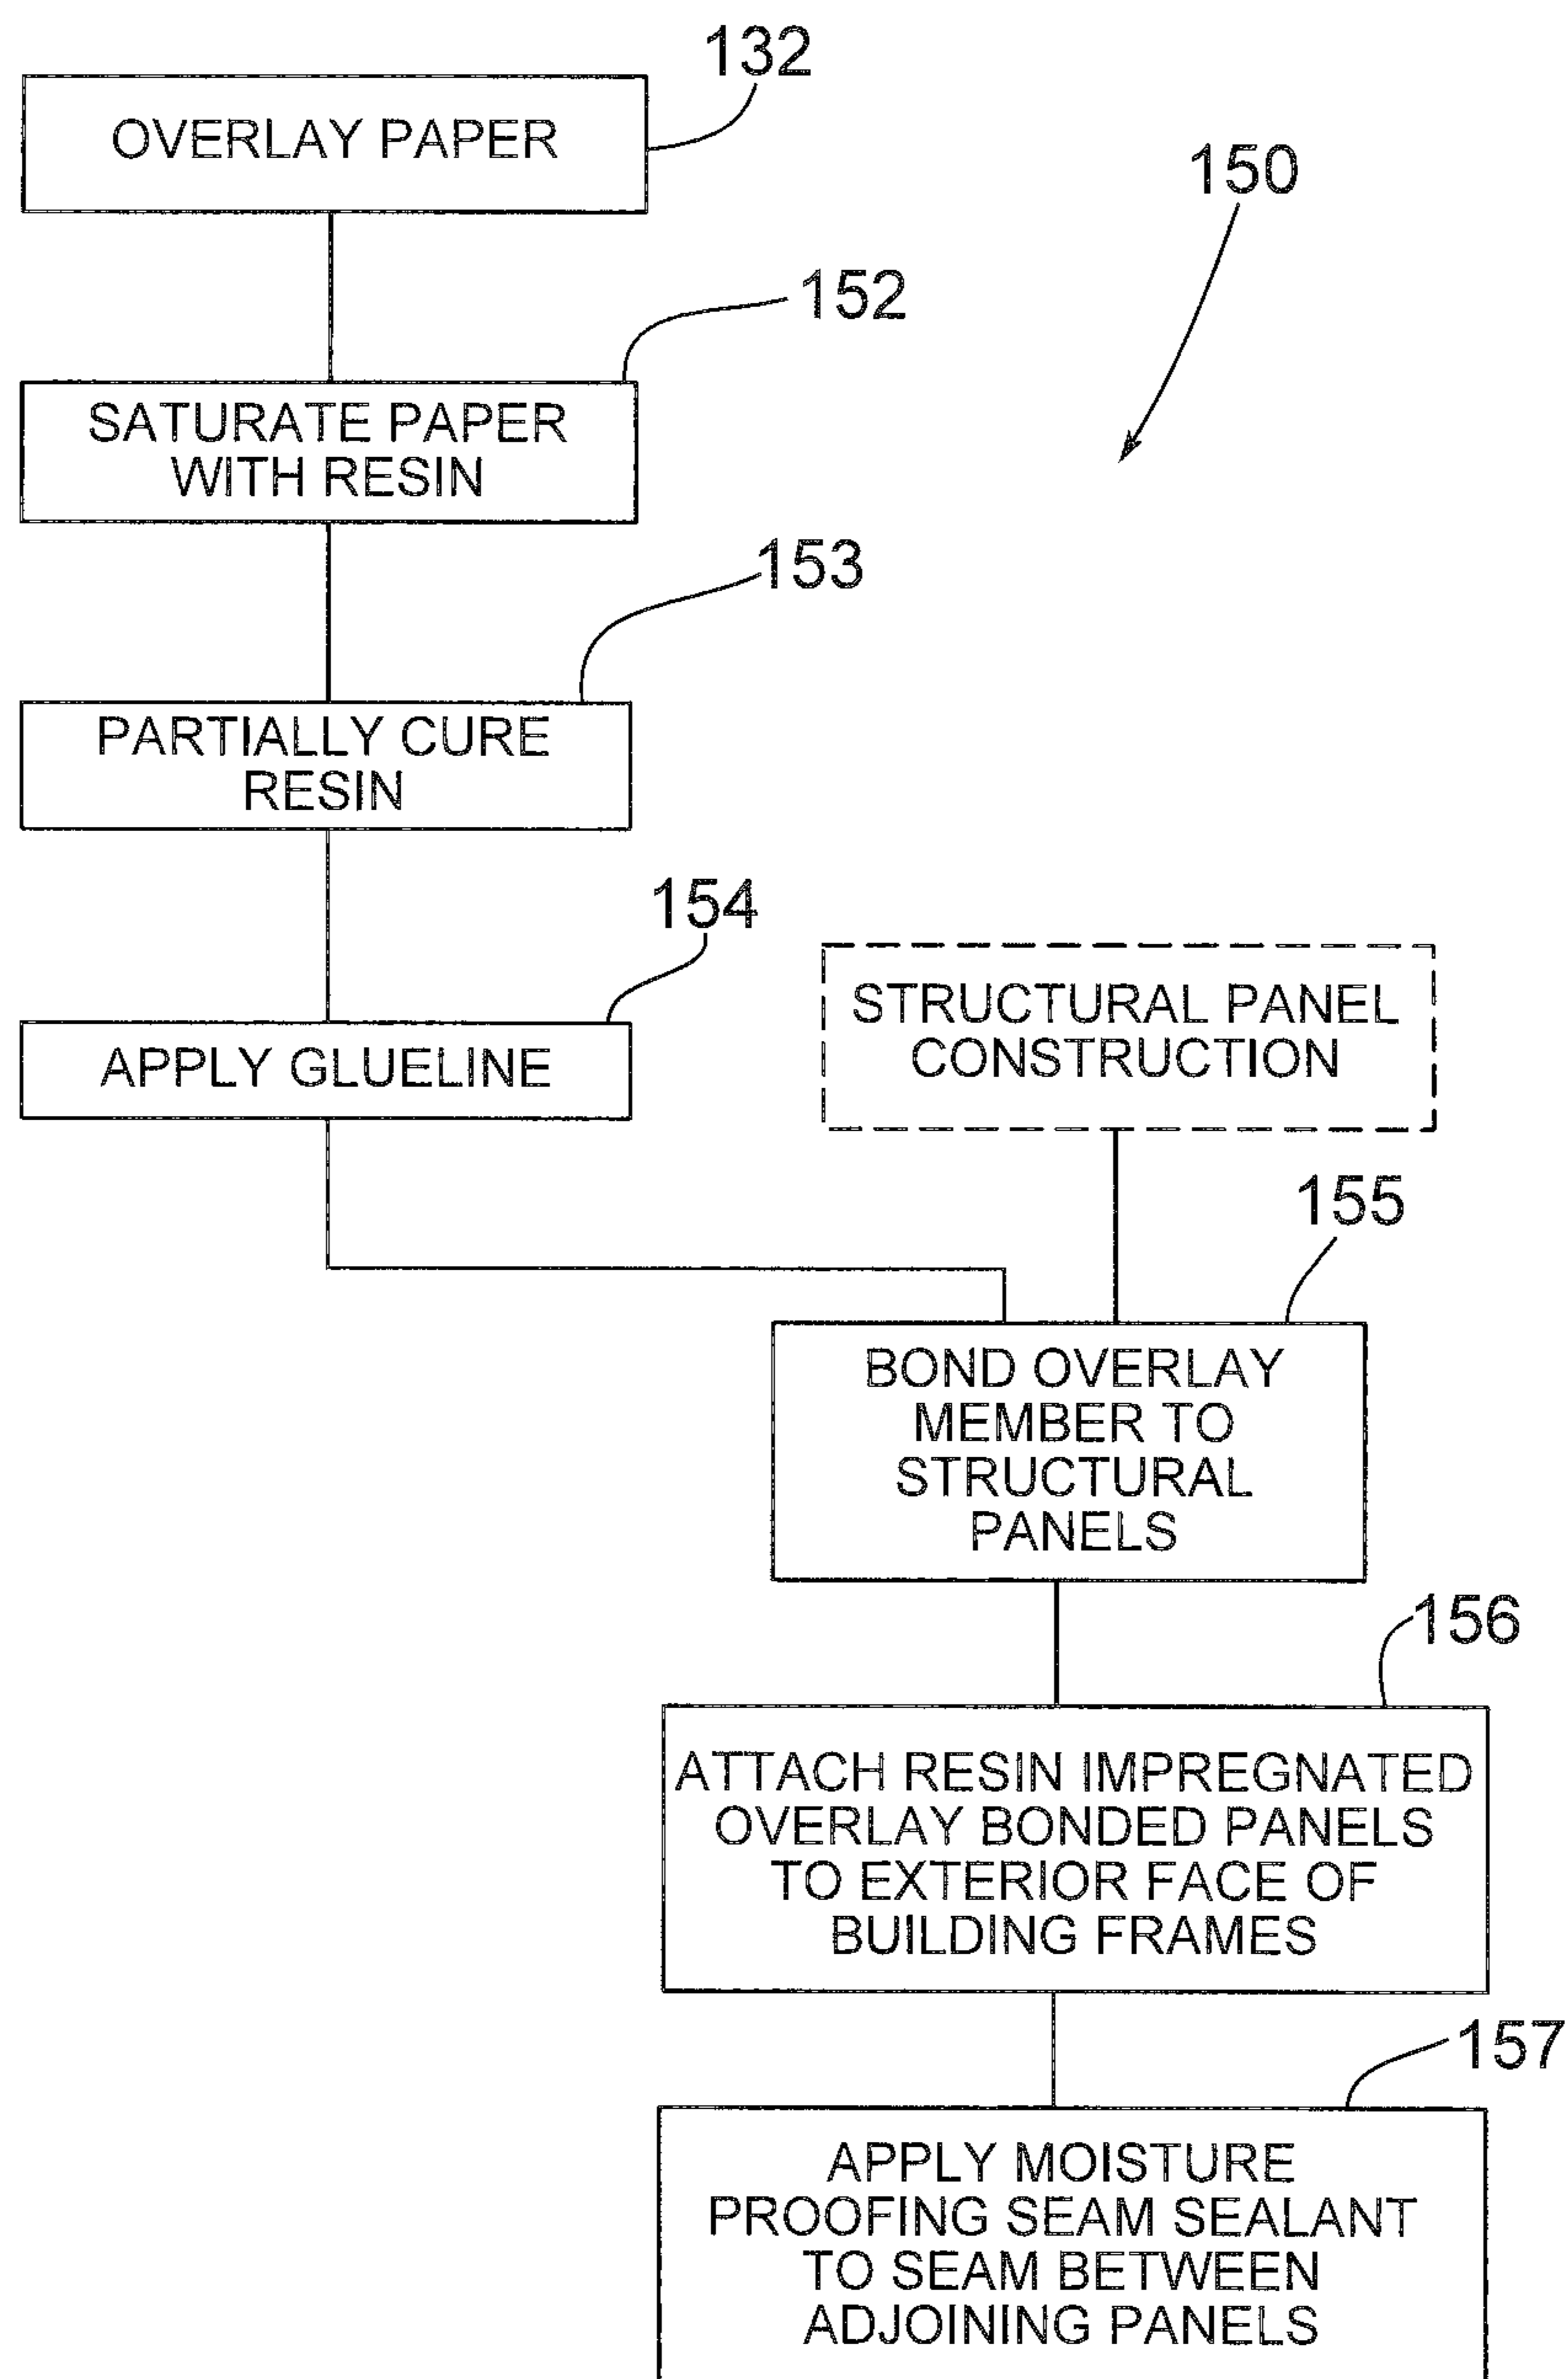 132
OVERLAY PAPER
150
152
SATURATE PAPER
WITH RESIN
153
PARTIALLY CURE
RESIN
154
APPLY GLUELINE
STRUCTURAL PANEL
CONSTRUCTION
155
BOND OVERLAY
MEMBER TO
STRUCTURAL
PANELS
156
ATTACH RESIN IMPREGNATED
OVERLAY BONDED PANELS
TO EXTERIOR FACE OF
BUILDING FRAMES
157
APPLY MOISTURE
PROOFING SEAM SEALANT
TO SEAM BETWEEN
ADJOINING PANELS